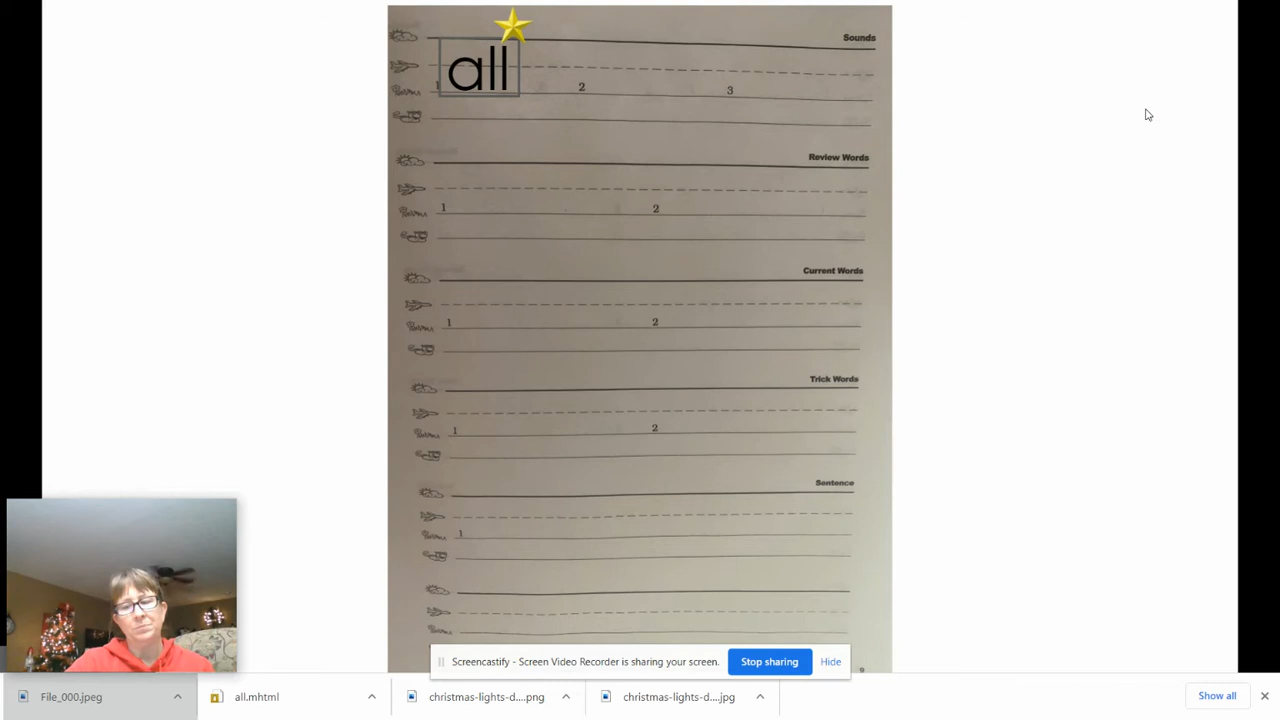 Sounds
all
1 2 3
Review Words
1 2
Current Words
1 2
Trick Words
1 2
Sentence
1
9
Screencastify - Screen Video Recorder is sharing your screen. Stop sharing Hide
File_000.jpeg all.mhtml christmas-lights-d....png christmas-lights-d....jpg Show all